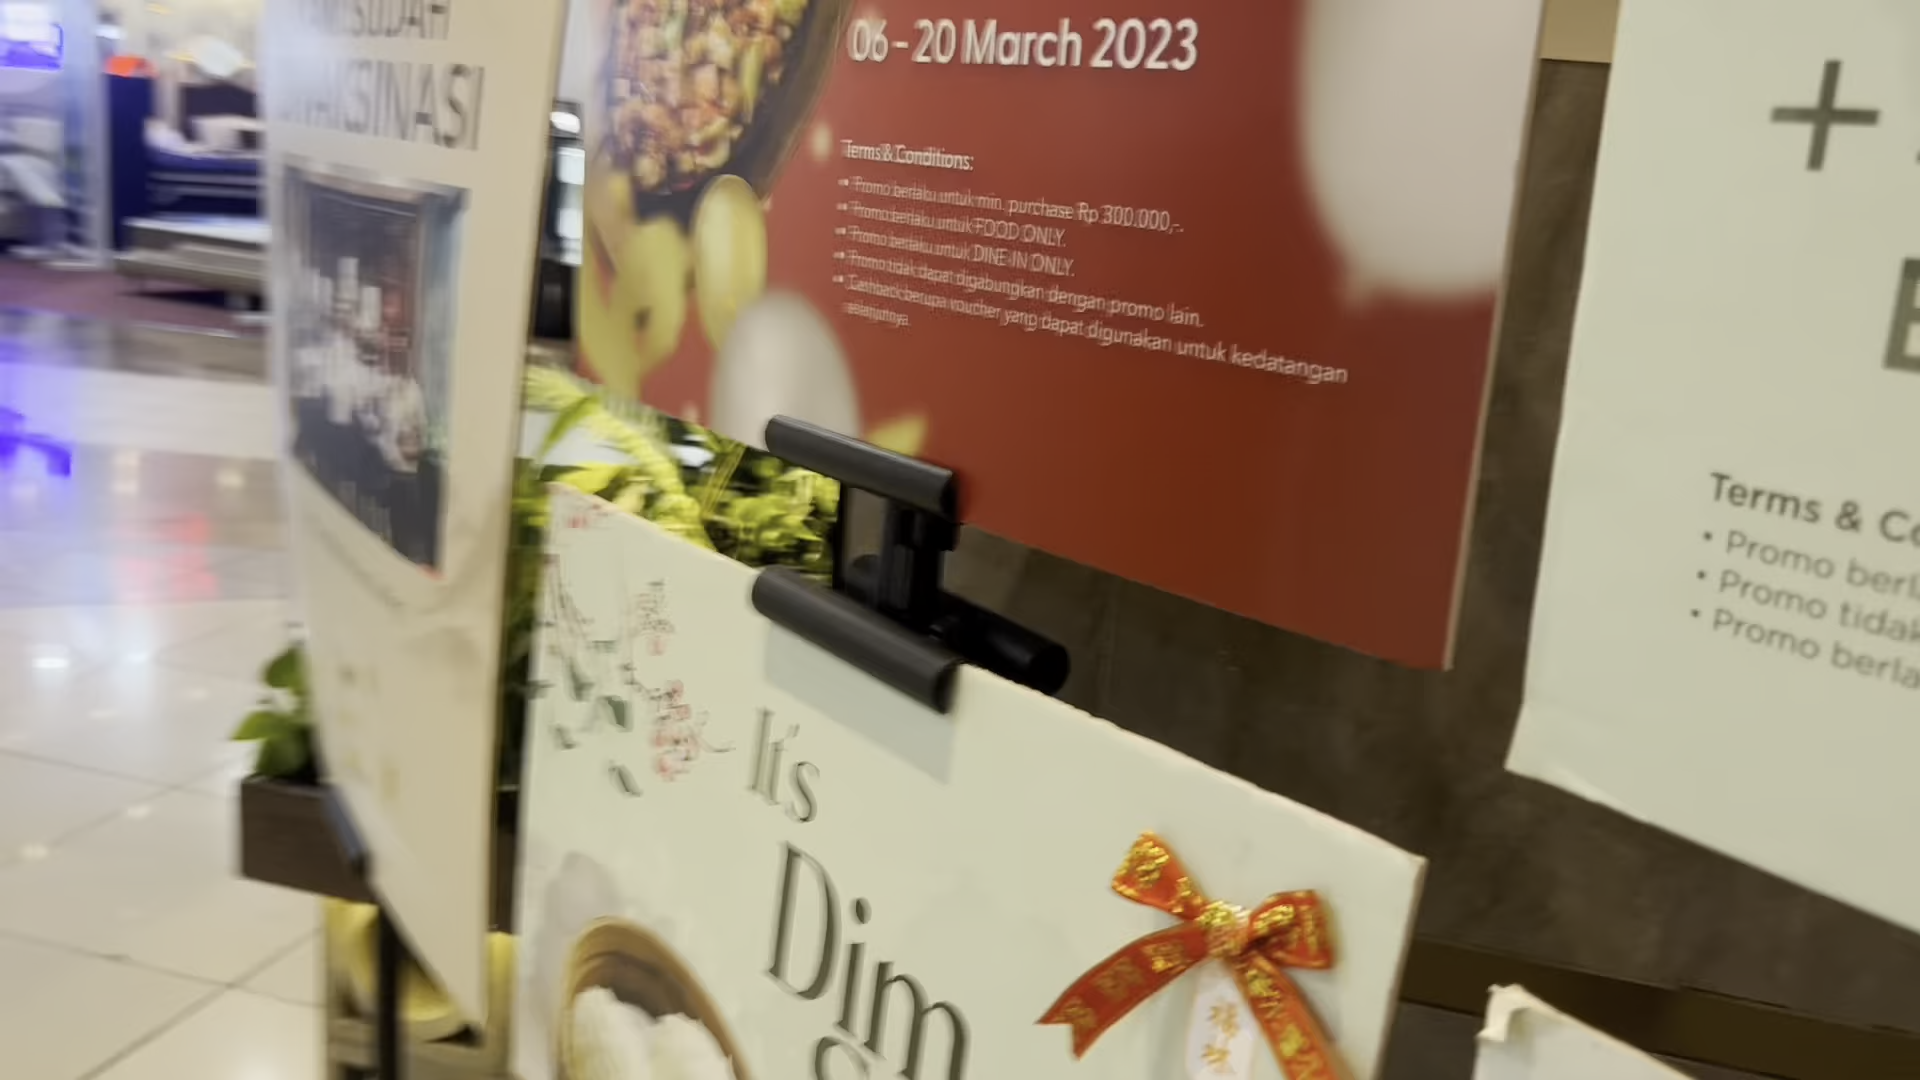 SUDAH
VAKSINASI
06 - 20 March 2023
Terms & Conditions:
• Promo berlaku untuk min. purchase Rp 300.000,-
• Promo berlaku untuk FOOD ONLY.
• Promo berlaku untuk DINE-IN ONLY.
• Promo tidak dapat digabungkan dengan promo lain.
• Cashback berupa voucher yang dapat digunakan untuk kedatangan
selanjutnya.
+
Terms & Co
• Promo berl
• Promo tidak
• Promo berla
It's
Dim